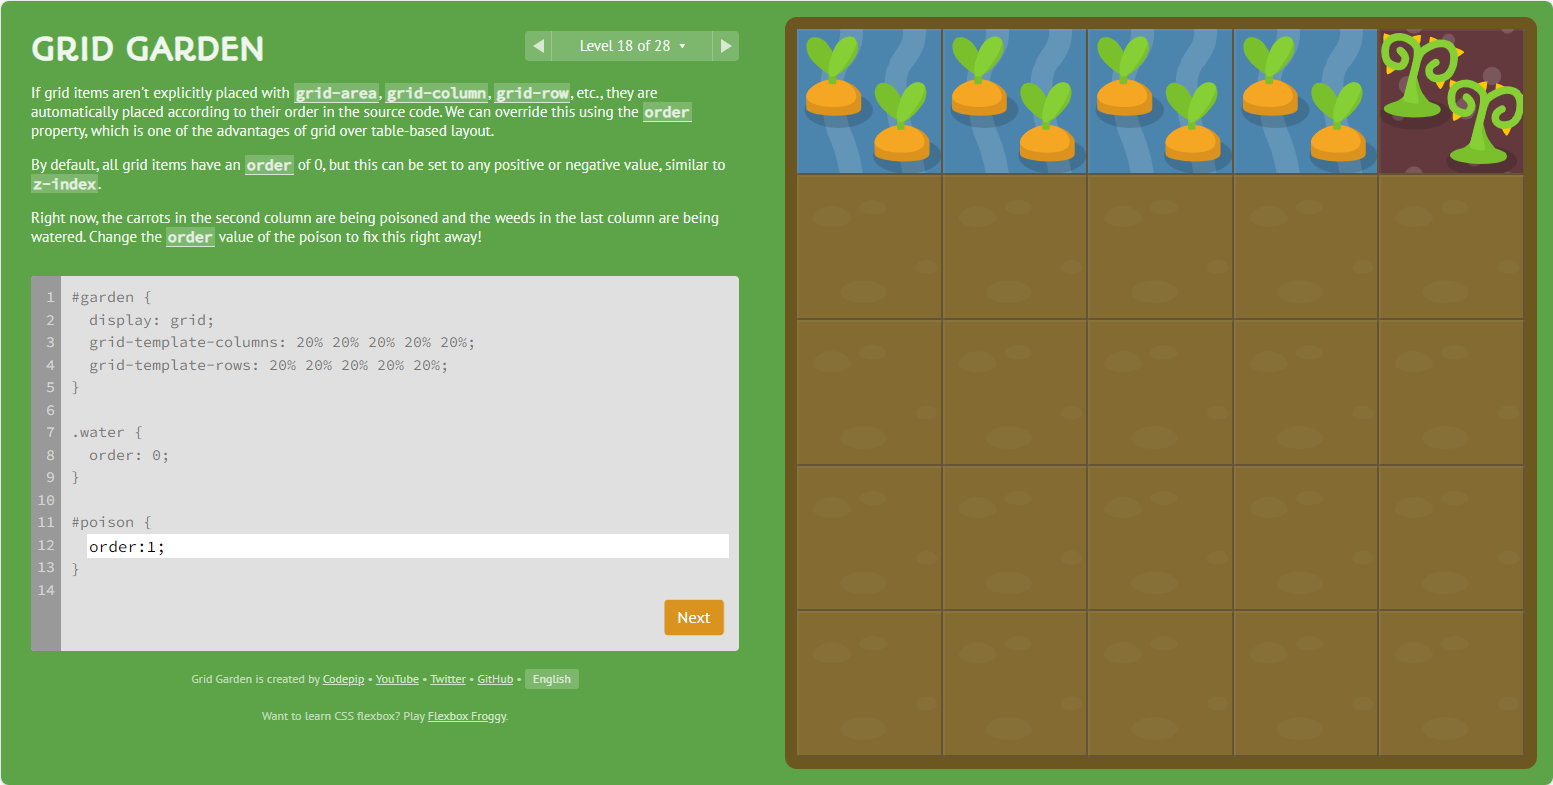 GRID GARDEN
◀ Level 18 of 28 ▾ ▶
If grid items aren't explicitly placed with grid-area, grid-column, grid-row, etc., they are
automatically placed according to their order in the source code. We can override this using the order
property, which is one of the advantages of grid over table-based layout.
By default, all grid items have an order of 0, but this can be set to any positive or negative value, similar to
z-index.
Right now, the carrots in the second column are being poisoned and the weeds in the last column are being
watered. Change the order value of the poison to fix this right away!
1 #garden {
2   display: grid;
3   grid-template-columns: 20% 20% 20% 20% 20%;
4   grid-template-rows: 20% 20% 20% 20% 20%;
5 }
6
7 .water {
8   order: 0;
9 }
10
11 #poison {
12   order:1;
13 }
14
Next
Grid Garden is created by Codepip • YouTube • Twitter • GitHub • English
Want to learn CSS flexbox? Play Flexbox Froggy.